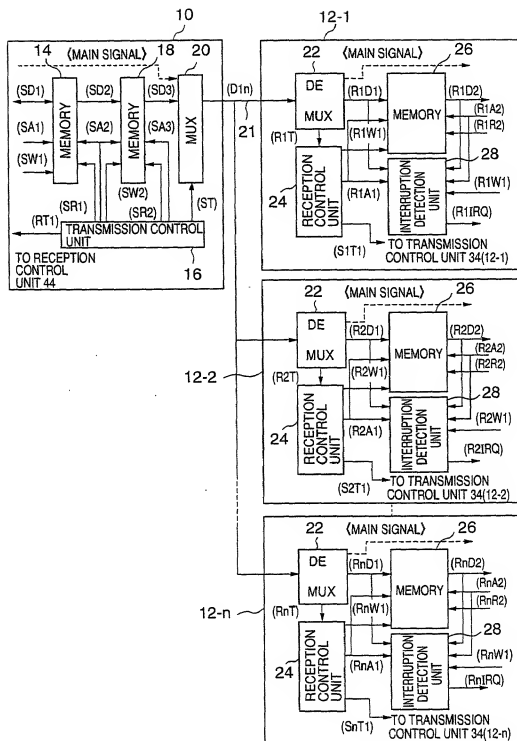 10
14
⟨MAIN SIGNAL⟩
18
20
(SD1)
(SD2)
(SD3)
(SA1)
(SA2)
(SA3)
(SW1)
MEMORY
MEMORY
MUX
(SW2)
(SR1)
(SR2)
(ST)
(RT1)
TRANSMISSION CONTROL
UNIT
TO RECEPTION
CONTROL
UNIT 44
16
(D1n)
21
12-1
22
⟨MAIN SIGNAL⟩
26
DE
MUX
(R1D1)
MEMORY
(R1D2)
(R1A2)
(R1R2)
(R1T)
(R1W1)
28
24
RECEPTION
CONTROL
UNIT
(R1A1)
INTERRUPTION
DETECTION
UNIT
(R1W1)
(R1IRQ)
(S1T1)
TO TRANSMISSION
CONTROL UNIT 34(12-1)
12-2
22
⟨MAIN SIGNAL⟩
26
DE
MUX
(R2D1)
MEMORY
(R2D2)
(R2A2)
(R2R2)
(R2T)
(R2W1)
28
24
RECEPTION
CONTROL
UNIT
(R2A1)
INTERRUPTION
DETECTION
UNIT
(R2W1)
(R2IRQ)
(S2T1)
TO TRANSMISSION
CONTROL UNIT 34(12-2)
12-n
⟨MAIN SIGNAL⟩
22
26
DE
MUX
(RnD1)
MEMORY
(RnD2)
(RnA2)
(RnR2)
(RnT)
(RnW1)
28
24
RECEPTION
CONTROL
UNIT
(RnA1)
INTERRUPTION
DETECTION
UNIT
(RnW1)
(RnIRQ)
(SnT1)
TO TRANSMISSION
CONTROL UNIT 34(12-n)